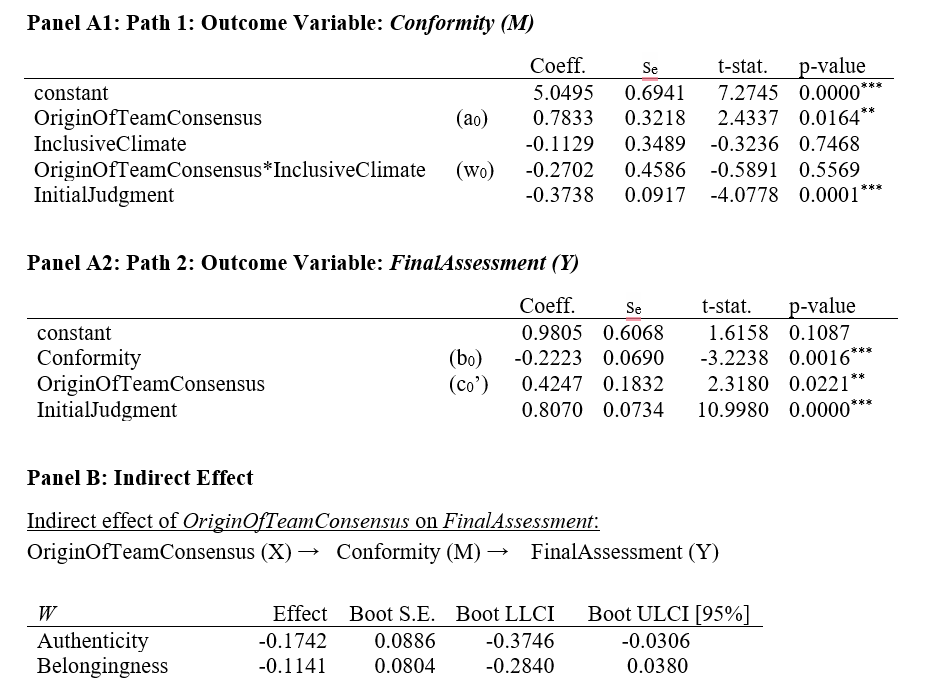 Panel A1: Path 1: Outcome Variable: Conformity (M)
Coeff. se t-stat. p-value
constant 5.0495 0.6941 7.2745 0.0000***
OriginOfTeamConsensus (a0) 0.7833 0.3218 2.4337 0.0164**
InclusiveClimate -0.1129 0.3489 -0.3236 0.7468
OriginOfTeamConsensus*InclusiveClimate (w0) -0.2702 0.4586 -0.5891 0.5569
InitialJudgment -0.3738 0.0917 -4.0778 0.0001***
Panel A2: Path 2: Outcome Variable: FinalAssessment (Y)
Coeff. se t-stat. p-value
constant 0.9805 0.6068 1.6158 0.1087
Conformity (b0) -0.2223 0.0690 -3.2238 0.0016***
OriginOfTeamConsensus (c0’) 0.4247 0.1832 2.3180 0.0221**
InitialJudgment 0.8070 0.0734 10.9980 0.0000***
Panel B: Indirect Effect
Indirect effect of OriginOfTeamConsensus on FinalAssessment:
OriginOfTeamConsensus (X) → Conformity (M) → FinalAssessment (Y)
W Effect Boot S.E. Boot LLCI Boot ULCI [95%]
Authenticity -0.1742 0.0886 -0.3746 -0.0306
Belongingness -0.1141 0.0804 -0.2840 0.0380